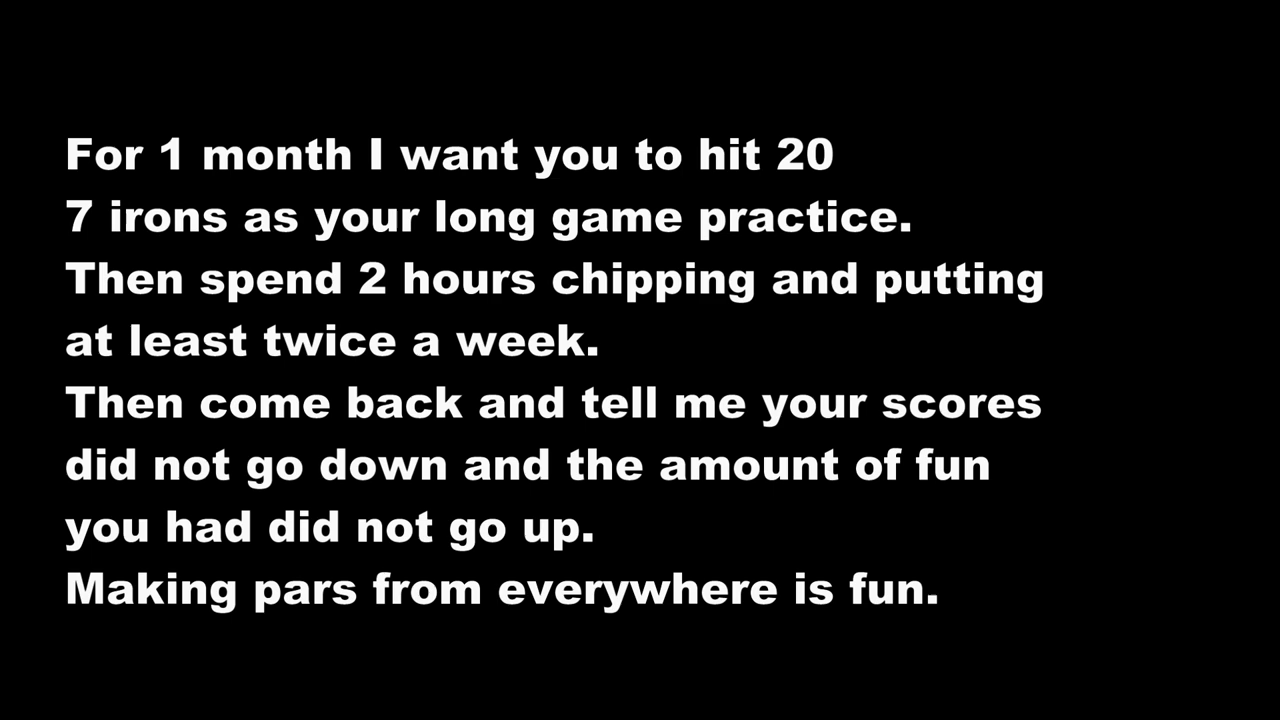 For 1 month I want you to hit 20
7 irons as your long game practice.
Then spend 2 hours chipping and putting
at least twice a week.
Then come back and tell me your scores
did not go down and the amount of fun
you had did not go up.
Making pars from everywhere is fun.